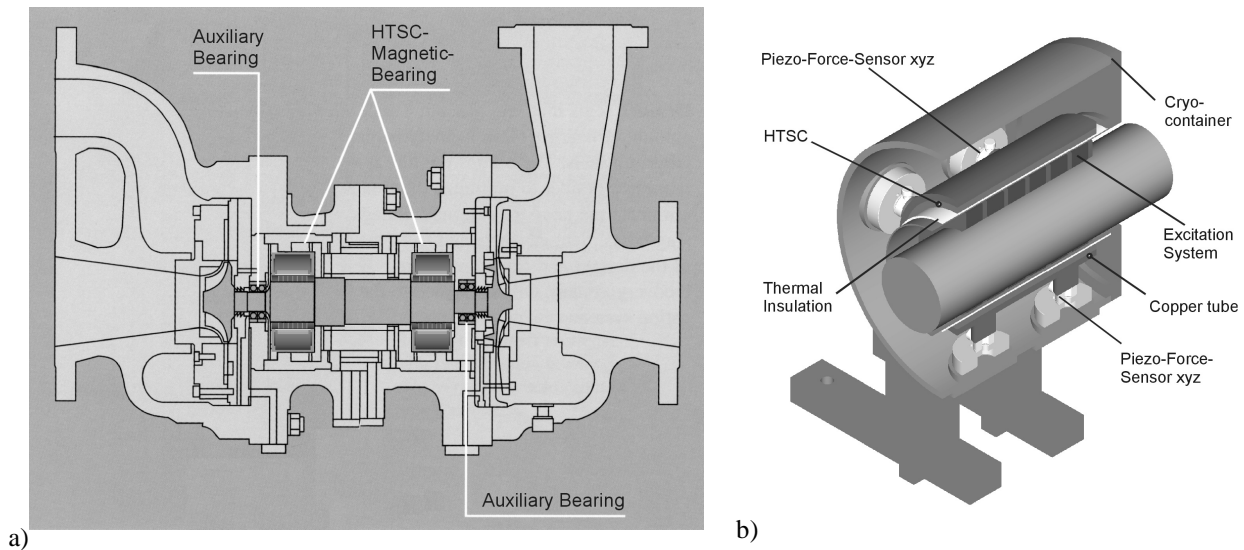 Auxiliary
Bearing
HTSC-
Magnetic-
Bearing
Auxiliary Bearing
a)
Piezo-Force-Sensor xyz
HTSC
Thermal
Insulation
Cryo-
container
Excitation
System
Copper tube
Piezo-Force-
Sensor xyz
b)